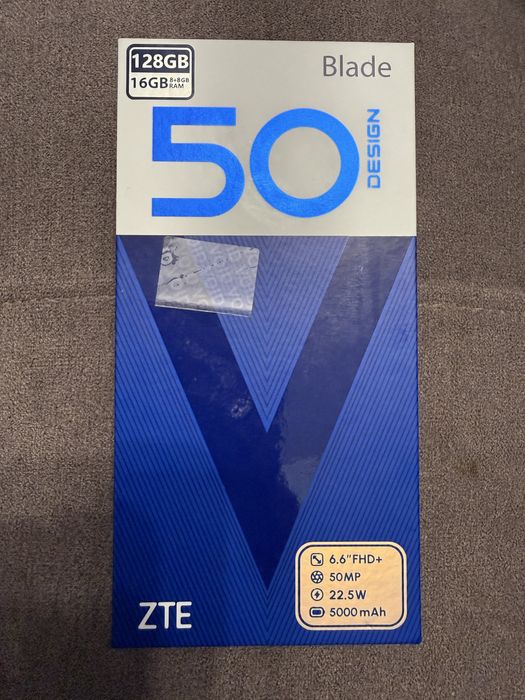 128GB
16GB 8+8GB RAM
Blade
50
DESIGN
V
6.6"FHD+
50MP
22.5W
5000mAh
ZTE